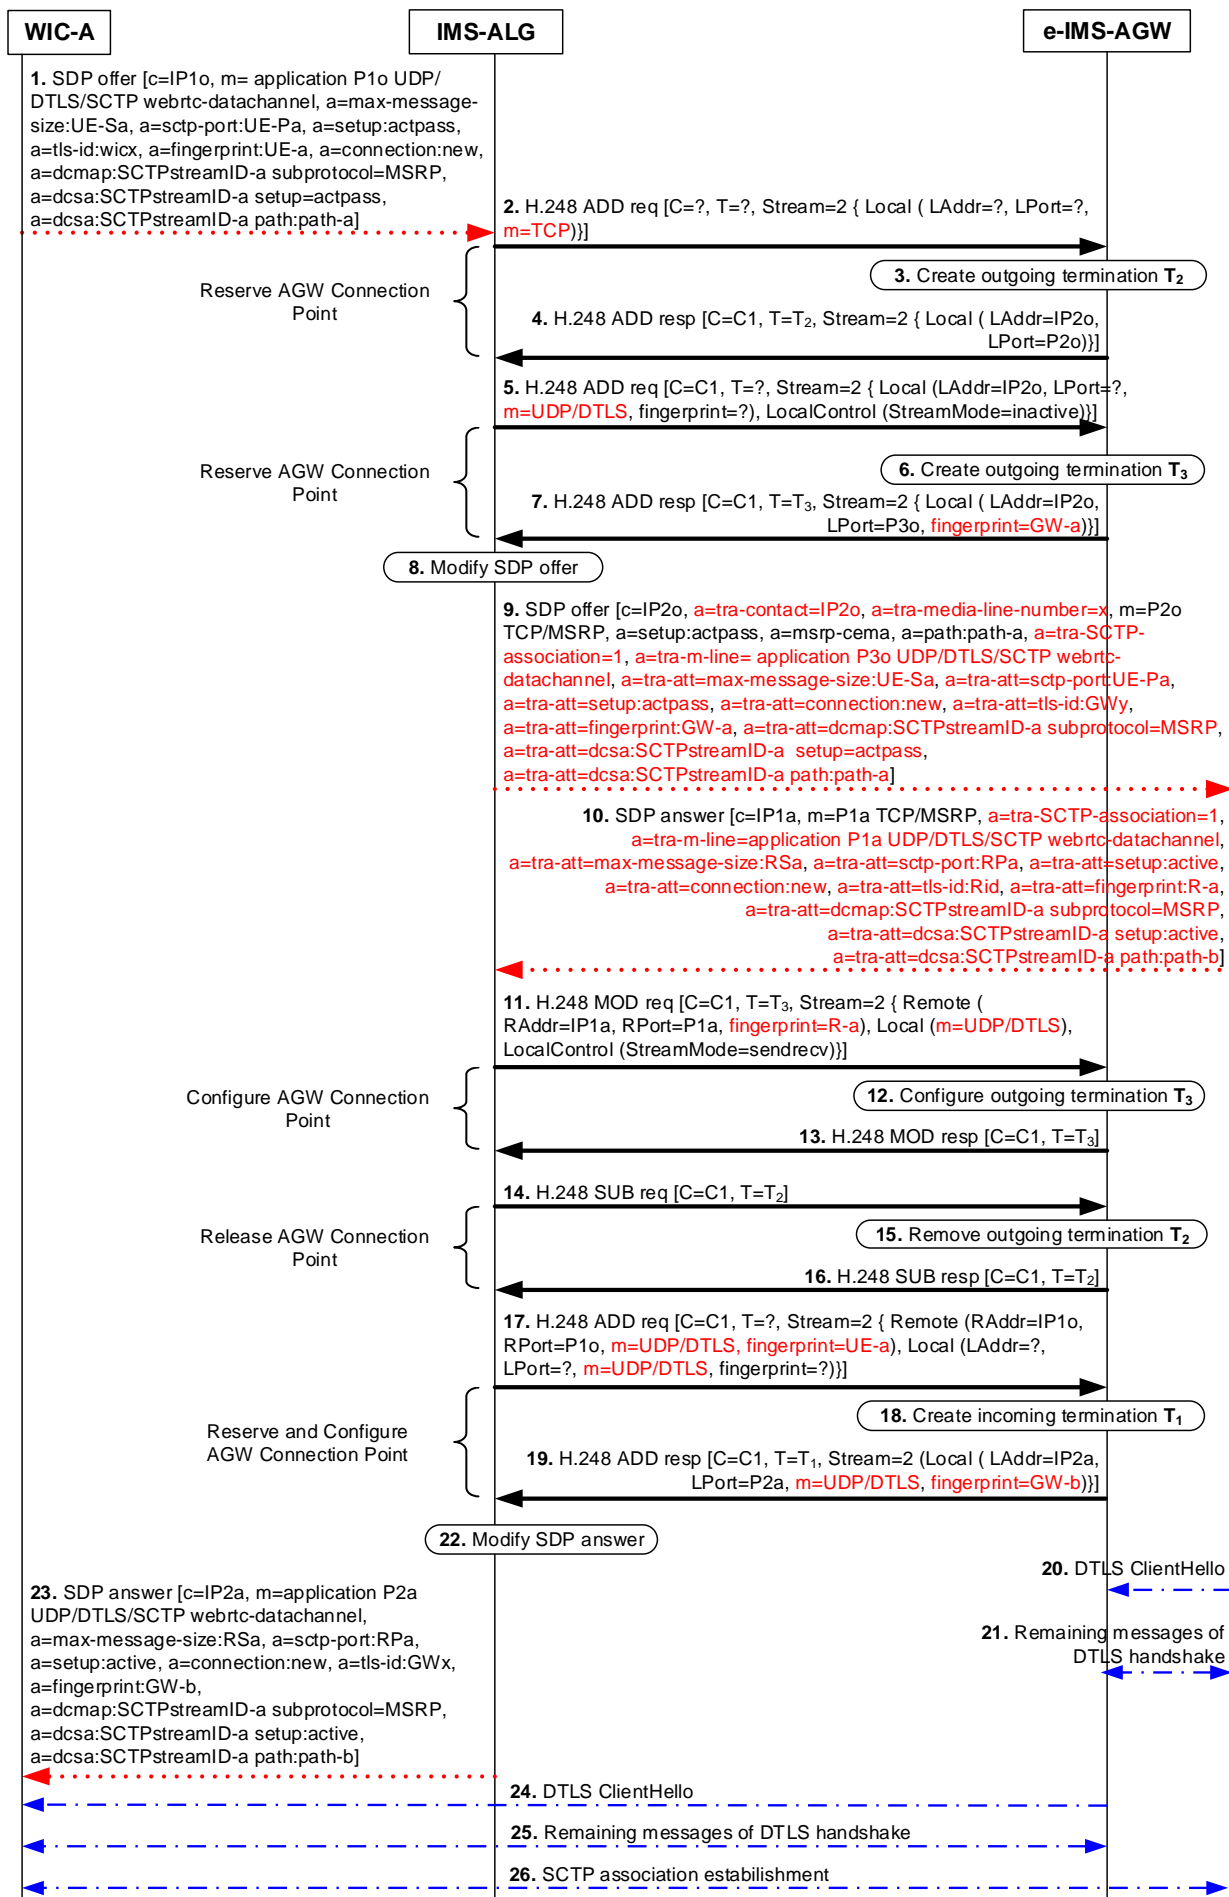 WIC-A
IMS-ALG
e-IMS-AGW
1. SDP offer [c=IP1o, m= application P1o UDP/
DTLS/SCTP webrtc-datachannel, a=max-message-
size:UE-Sa, a=sctp-port:UE-Pa, a=setup:actpass,
a=tls-id:wicx, a=fingerprint:UE-a, a=connection:new,
a=dcmap:SCTPstreamID-a subprotocol=MSRP,
a=dcsa:SCTPstreamID-a setup=actpass,
a=dcsa:SCTPstreamID-a path:path-a]
2. H.248 ADD req [C=?, T=?, Stream=2 { Local ( LAddr=?, LPort=?,
m=TCP)}]
3. Create outgoing termination T2
Reserve AGW Connection
Point
4. H.248 ADD resp [C=C1, T=T2, Stream=2 { Local ( LAddr=IP2o,
LPort=P2o)}]
5. H.248 ADD req [C=C1, T=?, Stream=2 { Local (LAddr=IP2o, LPort=?,
m=UDP/DTLS, fingerprint=?), LocalControl (StreamMode=inactive)}]
Reserve AGW Connection
Point
6. Create outgoing termination T3
7. H.248 ADD resp [C=C1, T=T3, Stream=2 { Local ( LAddr=IP2o,
LPort=P3o, fingerprint=GW-a)}]
8. Modify SDP offer
9. SDP offer [c=IP2o, a=tra-contact=IP2o, a=tra-media-line-number=x, m=P2o
TCP/MSRP, a=setup:actpass, a=msrp-cema, a=path:path-a, a=tra-SCTP-
association=1, a=tra-m-line= application P3o UDP/DTLS/SCTP webrtc-
datachannel, a=tra-att=max-message-size:UE-Sa, a=tra-att=sctp-port:UE-Pa,
a=tra-att=setup:actpass, a=tra-att=connection:new, a=tra-att=tls-id:GWy,
a=tra-att=fingerprint:GW-a, a=tra-att=dcmap:SCTPstreamID-a subprotocol=MSRP,
a=tra-att=dcsa:SCTPstreamID-a  setup=actpass,
a=tra-att=dcsa:SCTPstreamID-a path:path-a]
10. SDP answer [c=IP1a, m=P1a TCP/MSRP, a=tra-SCTP-association=1,
a=tra-m-line=application P1a UDP/DTLS/SCTP webrtc-datachannel,
a=tra-att=max-message-size:RSa, a=tra-att=sctp-port:RPa, a=tra-att=setup:active,
a=tra-att=connection:new, a=tra-att=tls-id:Rid, a=tra-att=fingerprint:R-a,
a=tra-att=dcmap:SCTPstreamID-a subprotocol=MSRP,
a=tra-att=dcsa:SCTPstreamID-a setup:active,
a=tra-att=dcsa:SCTPstreamID-a path:path-b]
11. H.248 MOD req [C=C1, T=T3, Stream=2 { Remote (
RAddr=IP1a, RPort=P1a, fingerprint=R-a), Local (m=UDP/DTLS),
LocalControl (StreamMode=sendrecv)}]
Configure AGW Connection
Point
12. Configure outgoing termination T3
13. H.248 MOD resp [C=C1, T=T3]
14. H.248 SUB req [C=C1, T=T2]
Release AGW Connection
Point
15. Remove outgoing termination T2
16. H.248 SUB resp [C=C1, T=T2]
17. H.248 ADD req [C=C1, T=?, Stream=2 { Remote (RAddr=IP1o,
RPort=P1o, m=UDP/DTLS, fingerprint=UE-a), Local (LAddr=?,
LPort=?, m=UDP/DTLS, fingerprint=?)}]
18. Create incoming termination T1
Reserve and Configure
AGW Connection Point
19. H.248 ADD resp [C=C1, T=T1, Stream=2 (Local ( LAddr=IP2a,
LPort=P2a, m=UDP/DTLS, fingerprint=GW-b)}]
22. Modify SDP answer
20. DTLS ClientHello
23. SDP answer [c=IP2a, m=application P2a
UDP/DTLS/SCTP webrtc-datachannel,
a=max-message-size:RSa, a=sctp-port:RPa,
a=setup:active, a=connection:new, a=tls-id:GWx,
a=fingerprint:GW-b,
a=dcmap:SCTPstreamID-a subprotocol=MSRP,
a=dcsa:SCTPstreamID-a setup:active,
a=dcsa:SCTPstreamID-a path:path-b]
21. Remaining messages of
DTLS handshake
24. DTLS ClientHello
25. Remaining messages of DTLS handshake
26. SCTP association estabilishment